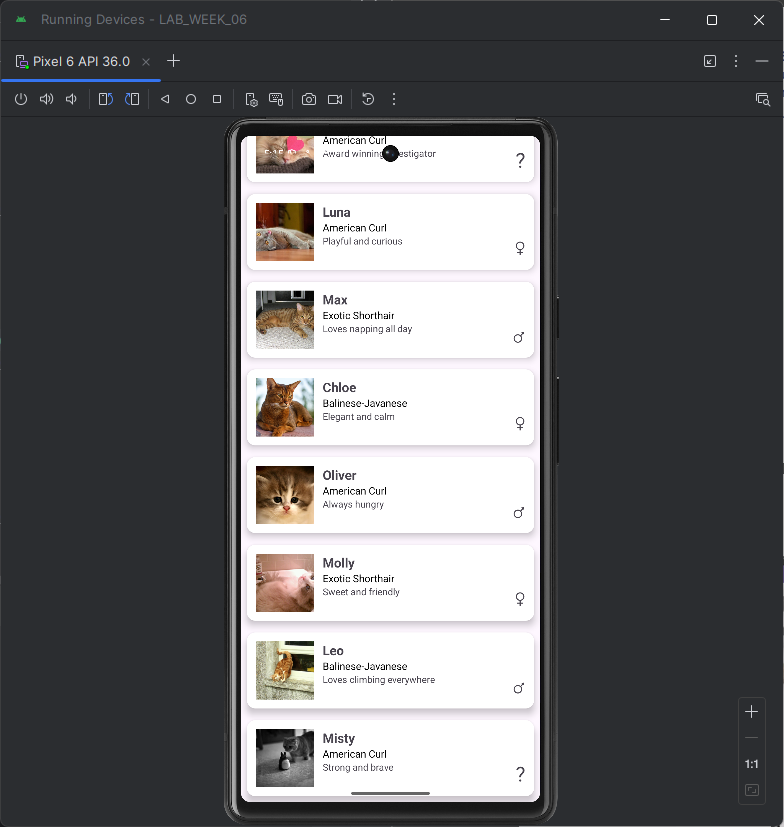 Running Devices - LAB_WEEK_06
Pixel 6 API 36.0
American Curl
Award winning estigator
?
Luna
American Curl
Playful and curious
♀
Max
Exotic Shorthair
Loves napping all day
♂
Chloe
Balinese-Javanese
Elegant and calm
♀
Oliver
American Curl
Always hungry
♂
Molly
Exotic Shorthair
Sweet and friendly
♀
Leo
Balinese-Javanese
Loves climbing everywhere
♂
Misty
American Curl
Strong and brave
?
1:1